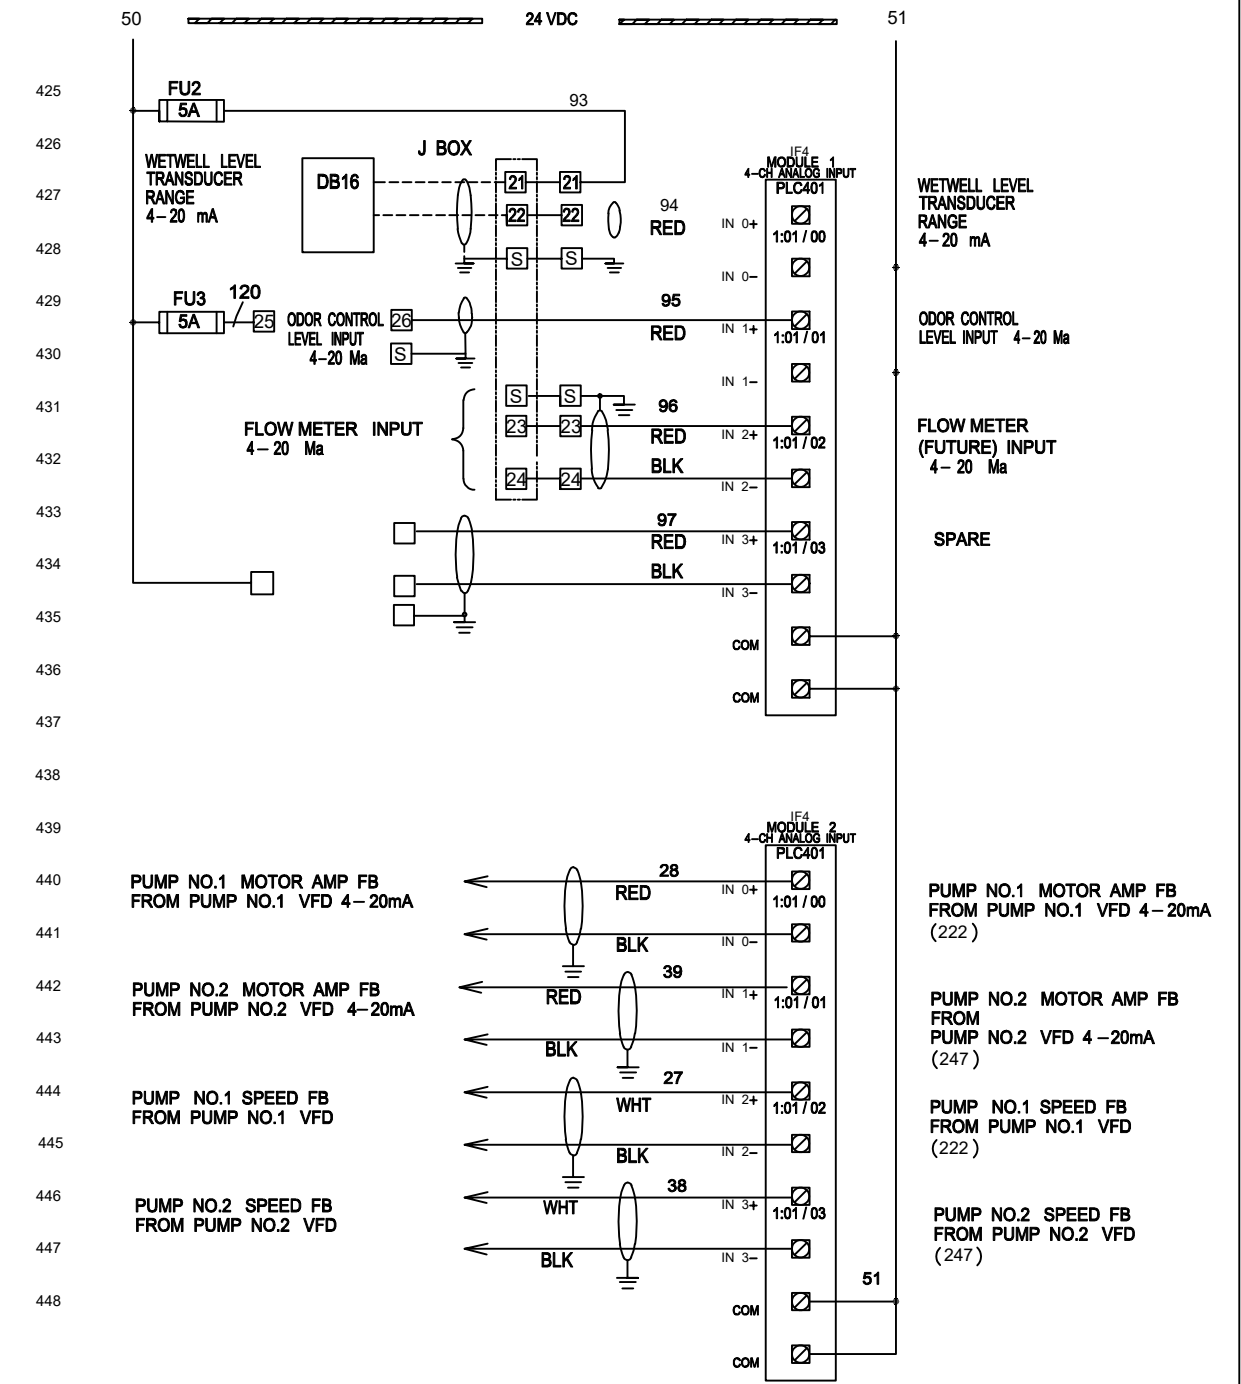 50 24 VDC 51
425
FU2
5A
93
426
J BOX
WETWELL LEVEL
TRANSDUCER
RANGE
4-20 mA
DB16
21 21
22 22
S S
94
RED
IF4
MODULE 1
4-CH ANALOG INPUT
PLC401
IN 0+
1:01 / 00
IN 0-
WETWELL LEVEL
TRANSDUCER
RANGE
4-20 mA
427
428
429
FU3
5A
120
25
ODOR CONTROL
LEVEL INPUT
4-20 Ma
26
S
95
RED
IN 1+
1:01 / 01
IN 1-
ODOR CONTROL
LEVEL INPUT 4-20 Ma
430
431
FLOW METER INPUT
4-20 Ma
S S
23 23
24 24
96
RED
BLK
IN 2+
1:01 / 02
IN 2-
FLOW METER
(FUTURE) INPUT
4-20 Ma
432
433
97
RED
BLK
IN 3+
1:01 / 03
IN 3-
SPARE
434
435
COM
436
COM
437
438
439
IF4
MODULE 2
4-CH ANALOG INPUT
PLC401
440
PUMP NO.1 MOTOR AMP FB
FROM PUMP NO.1 VFD 4-20mA
28
RED
IN 0+
1:01 / 00
PUMP NO.1 MOTOR AMP FB
FROM PUMP NO.1 VFD 4-20mA
(222)
441
BLK
IN 0-
442
PUMP NO.2 MOTOR AMP FB
FROM PUMP NO.2 VFD 4-20mA
39
RED
IN 1+
1:01 / 01
PUMP NO.2 MOTOR AMP FB
FROM
PUMP NO.2 VFD 4-20mA
(247)
443
BLK
IN 1-
444
PUMP NO.1 SPEED FB
FROM PUMP NO.1 VFD
27
WHT
IN 2+
1:01 / 02
PUMP NO.1 SPEED FB
FROM PUMP NO.1 VFD
(222)
445
BLK
IN 2-
446
PUMP NO.2 SPEED FB
FROM PUMP NO.2 VFD
38
WHT
IN 3+
1:01 / 03
PUMP NO.2 SPEED FB
FROM PUMP NO.2 VFD
(247)
447
BLK
IN 3-
51
448
COM
COM